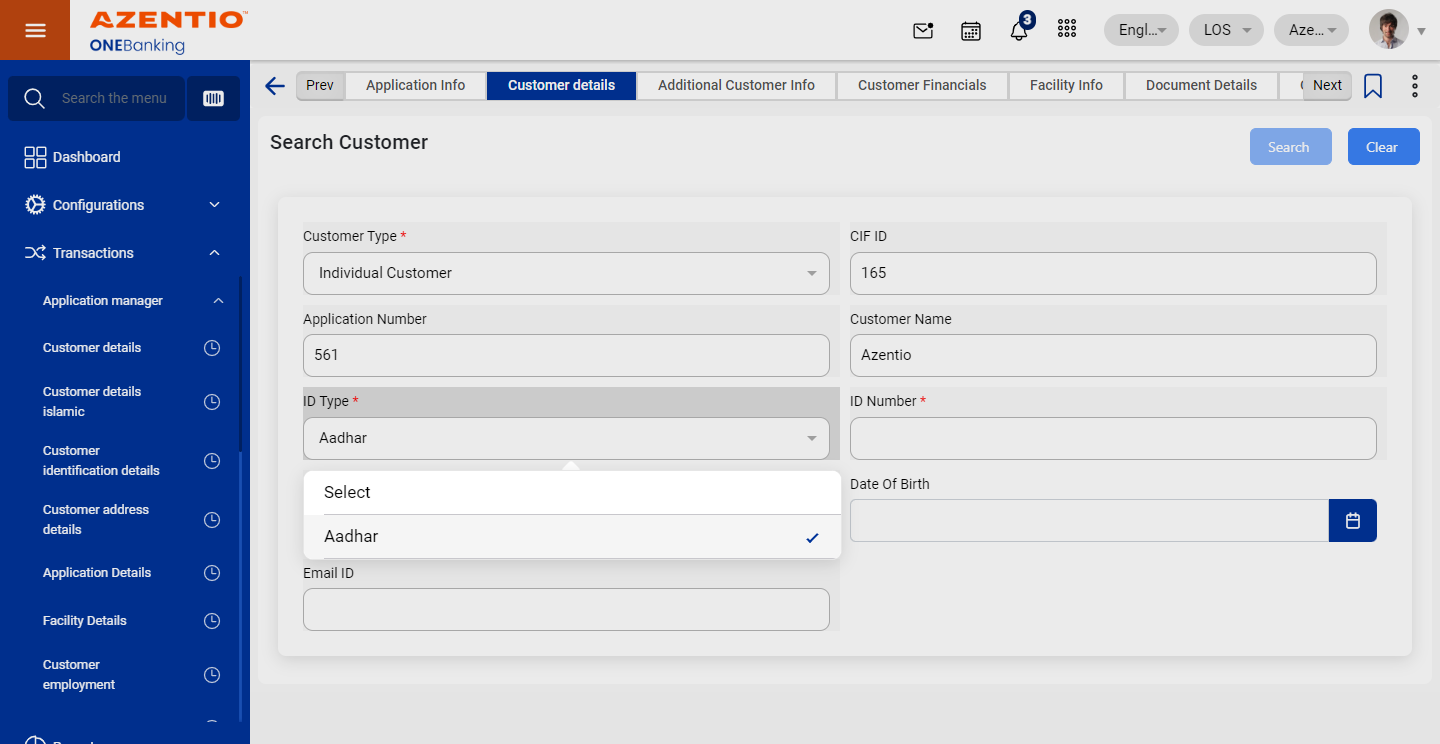 AZENTIO™
ONEBanking
3
Engl...
LOS
Aze...
Search the menu
Prev
Application Info
Customer details
Additional Customer Info
Customer Financials
Facility Info
Document Details
Next
Dashboard
Configurations
Transactions
Application manager
Customer details
Customer details
islamic
Customer
identification details
Customer address
details
Application Details
Facility Details
Customer
employment
Search Customer
Search
Clear
Customer Type *
Individual Customer
CIF ID
165
Application Number
561
Customer Name
Azentio
ID Type *
Aadhar
ID Number *
Select
Aadhar
Date Of Birth
Email ID